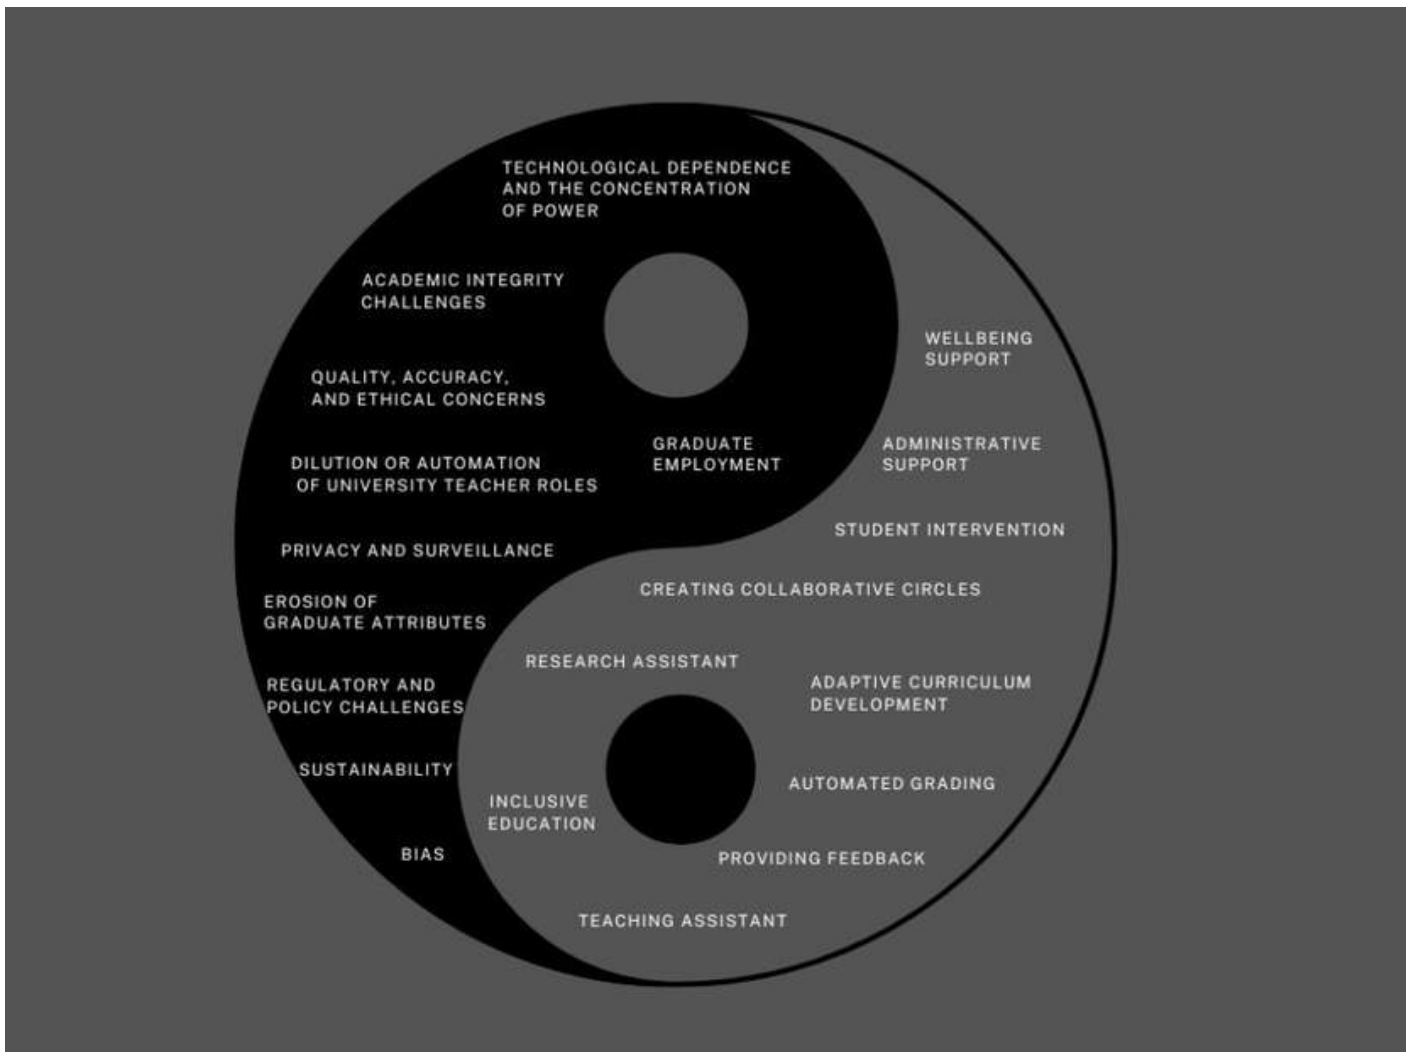 TECHNOLOGICAL DEPENDENCE
AND THE CONCENTRATION
OF POWER
ACADEMIC INTEGRITY
CHALLENGES
QUALITY, ACCURACY,
AND ETHICAL CONCERNS
GRADUATE
EMPLOYMENT
DILUTION OR AUTOMATION
OF UNIVERSITY TEACHER ROLES
PRIVACY AND SURVEILLANCE
EROSION OF
GRADUATE ATTRIBUTES
REGULATORY AND
POLICY CHALLENGES
SUSTAINABILITY
BIAS
WELLBEING
SUPPORT
ADMINISTRATIVE
SUPPORT
STUDENT INTERVENTION
CREATING COLLABORATIVE CIRCLES
RESEARCH ASSISTANT
ADAPTIVE CURRICULUM
DEVELOPMENT
AUTOMATED GRADING
INCLUSIVE
EDUCATION
PROVIDING FEEDBACK
TEACHING ASSISTANT